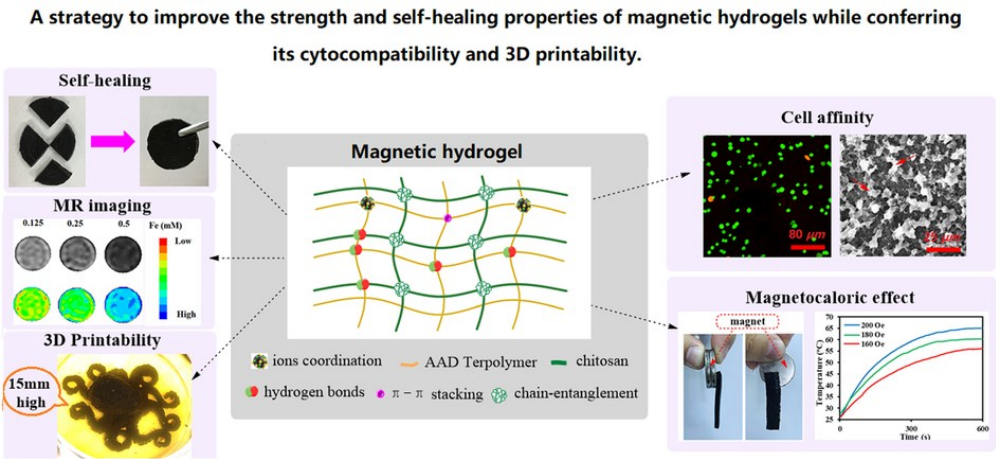 A strategy to improve the strength and self-healing properties of magnetic hydrogels while conferring
its cytocompatibility and 3D printability.
Self-healing
MR imaging
0.125 0.25 0.5 Fe (mM)
Low
High
3D Printability
15mm
high
Magnetic hydrogel
ions coordination AAD Terpolymer chitosan
hydrogen bonds π − π stacking chain-entanglement
Cell affinity
80 μm
Magnetocaloric effect
magnet
Temperature (°C)
70
65
60
55
50
45
40
35
30
25
200 Oe
180 Oe
160 Oe
0 300 600
Time (s)